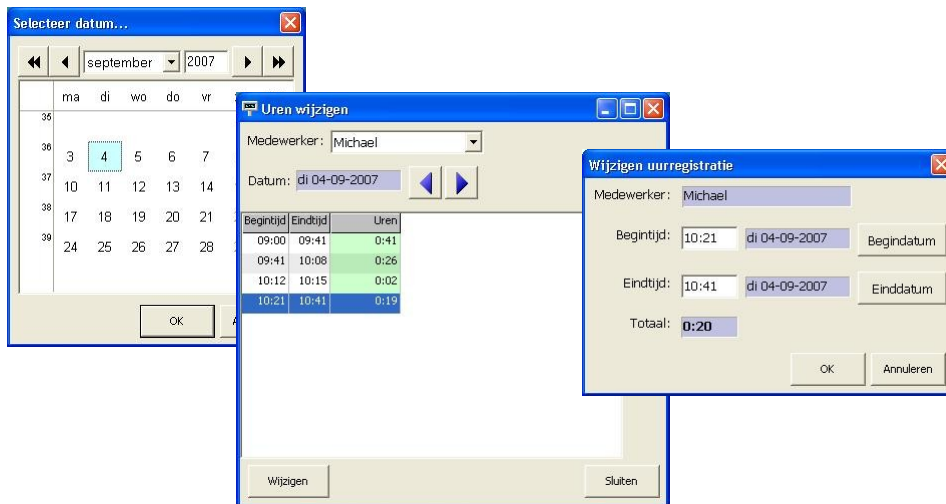 Selecteer datum...
september 2007
ma di wo do vr
35
36 3 4 5 6 7
37 10 11 12 13 14
38 17 18 19 20 21
39 24 25 26 27 28
OK
Uren wijzigen
Medewerker: Michael
Datum: di 04-09-2007
Begintijd Eindtijd Uren
09:00 09:41 0:41
09:41 10:08 0:26
10:12 10:15 0:02
10:21 10:41 0:19
Wijzigen Sluiten
Wijzigen uurregistratie
Medewerker: Michael
Begintijd: 10:21 di 04-09-2007 Begindatum
Eindtijd: 10:41 di 04-09-2007 Einddatum
Totaal: 0:20
OK Annuleren